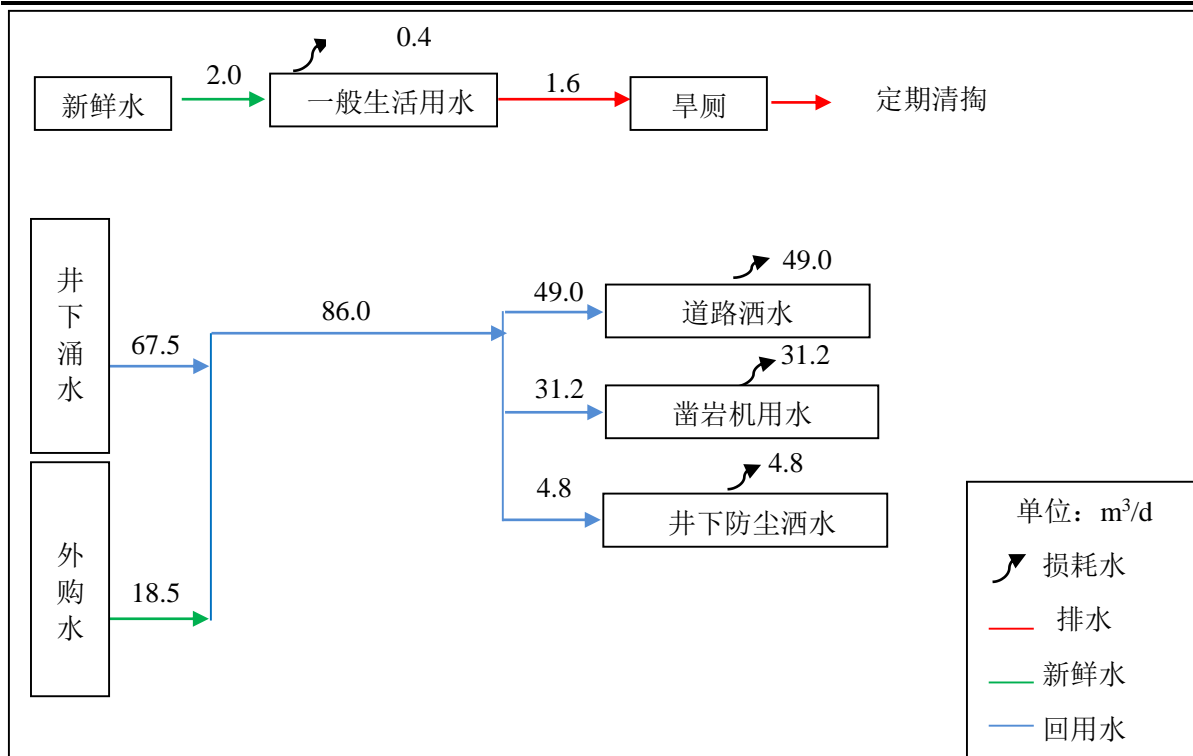 0.4
2.0
1.6
新鲜水
一般生活用水
旱厕
定期清掏
井下涌水
67.5
86.0
49.0
49.0
道路洒水
31.2
31.2
凿岩机用水
4.8
4.8
井下防尘洒水
外购水
18.5
单位：m³/d
损耗水
排水
新鲜水
回用水